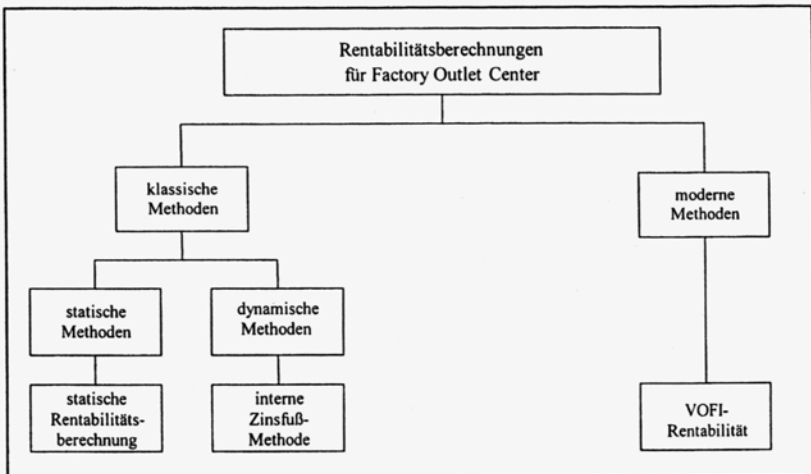 Rentabilitätsberechnungen
für Factory Outlet Center
klassische
Methoden
moderne
Methoden
statische
Methoden
dynamische
Methoden
statische
Rentabilitäts-
berechnung
interne
Zinsfuß-
Methode
VOFI-
Rentabilität